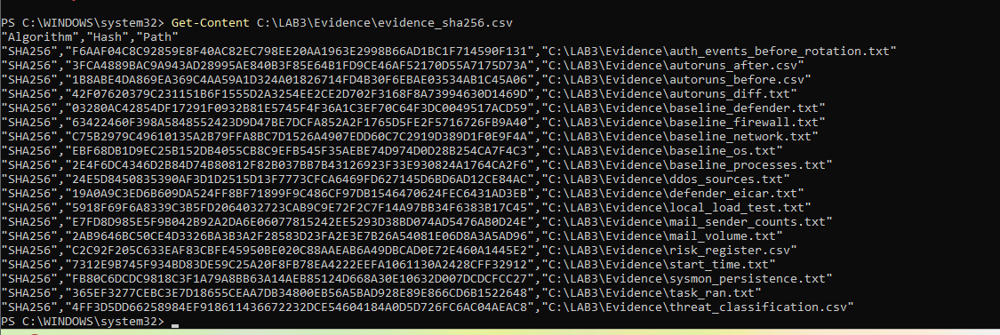 PS C:\WINDOWS\system32> Get-Content C:\LAB3\Evidence\evidence_sha256.csv
"Algorithm","Hash","Path"
"SHA256","F6AAF04C8C92859E8F40AC82EC798EE20AA1963E2998B66AD1BC1F714590F131","C:\LAB3\Evidence\auth_events_before_rotation.txt"
"SHA256","3FCA4889BAC9A943AD28995AE840B3F85E64B1FD9CE46AF52170D55A7175D73A","C:\LAB3\Evidence\autoruns_after.csv"
"SHA256","1B8ABE4DA869EA369C4AA59A1D324A01826714FD4B30F6EBAE03534AB1C45A06","C:\LAB3\Evidence\autoruns_before.csv"
"SHA256","42F07620379C231151B6F1555D2A3254EE2CE2D702F3168F8A73994630D1469D","C:\LAB3\Evidence\autoruns_diff.txt"
"SHA256","03280AC42854DF17291F0932B81E5745F4F36A1C3EF70C64F3DC0049517ACD59","C:\LAB3\Evidence\baseline_defender.txt"
"SHA256","63422460F398A5848552423D9D47BE7DCFA852A2F1765D5FE2F5716726FB9A40","C:\LAB3\Evidence\baseline_firewall.txt"
"SHA256","C75B2979C49610135A2B79FFA8BC7D1526A4907EDD60C7C2919D389D1F0E9F4A","C:\LAB3\Evidence\baseline_network.txt"
"SHA256","EBF68DB1D9EC25B152DB4055CB8C9EFB545F35AEBE74D974D0D28B254CA7F4C3","C:\LAB3\Evidence\baseline_os.txt"
"SHA256","2E4F6DC4346D2B84D74B80812F82B037BB7B43126923F33E930824A1764CA2F6","C:\LAB3\Evidence\baseline_processes.txt"
"SHA256","24E5D8450835390AF3D1D2515D13F7773CFCA6469FD627145D6BD6AD12CE84AC","C:\LAB3\Evidence\ddos_sources.txt"
"SHA256","19A0A9C3ED6B609DA524FF8BF71899F9C486CF97DB1546470624FEC6431AD3EB","C:\LAB3\Evidence\defender_eicar.txt"
"SHA256","5918F69F6A8339C3B5FD2064032723CAB9C9E72F2C7F14A97BB34F6383B17C45","C:\LAB3\Evidence\local_load_test.txt"
"SHA256","E7FD8D985E5F9B042B92A2DA6E06077815242EE5293D38BD074AD5476AB0D24E","C:\LAB3\Evidence\mail_sender_counts.txt"
"SHA256","2AB9646BC50CE4D3326BA3B3A2F28583D23FA2E3E7B26A54081E06D8A3A5AD96","C:\LAB3\Evidence\mail_volume.txt"
"SHA256","C2C92F205C633EAF83CBFE45950BE020C88AAEAB6A49DBCAD0E72E460A1445E2","C:\LAB3\Evidence\risk_register.csv"
"SHA256","7312E9B745F934BD83DE59C25A20F8FB78EA4222EEFA1061130A2428CFF32912","C:\LAB3\Evidence\start_time.txt"
"SHA256","FB80C6DCDC9818C3F1A79A8BB63A14AEB85124D668A30E10632D007DCDCFCC27","C:\LAB3\Evidence\sysmon_persistence.txt"
"SHA256","365EF3277CEBC3E7D18655CEAA7DB34800EB56A5BAD928E89E866CD6B1522648","C:\LAB3\Evidence\task_ran.txt"
"SHA256","4FF3D5DD66258984EF918611436672232DCE54604184A0D5D726FC6AC04AEAC8","C:\LAB3\Evidence\threat_classification.csv"
PS C:\WINDOWS\system32>